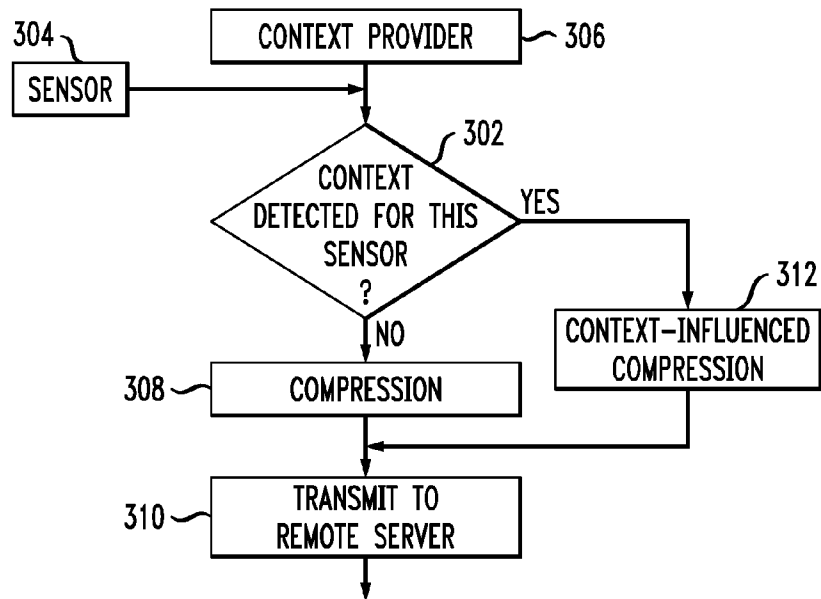 304
SENSOR
CONTEXT PROVIDER
306
302
CONTEXT
DETECTED FOR THIS
SENSOR
?
YES
NO
312
CONTEXT-INFLUENCED
COMPRESSION
308
COMPRESSION
310
TRANSMIT TO
REMOTE SERVER